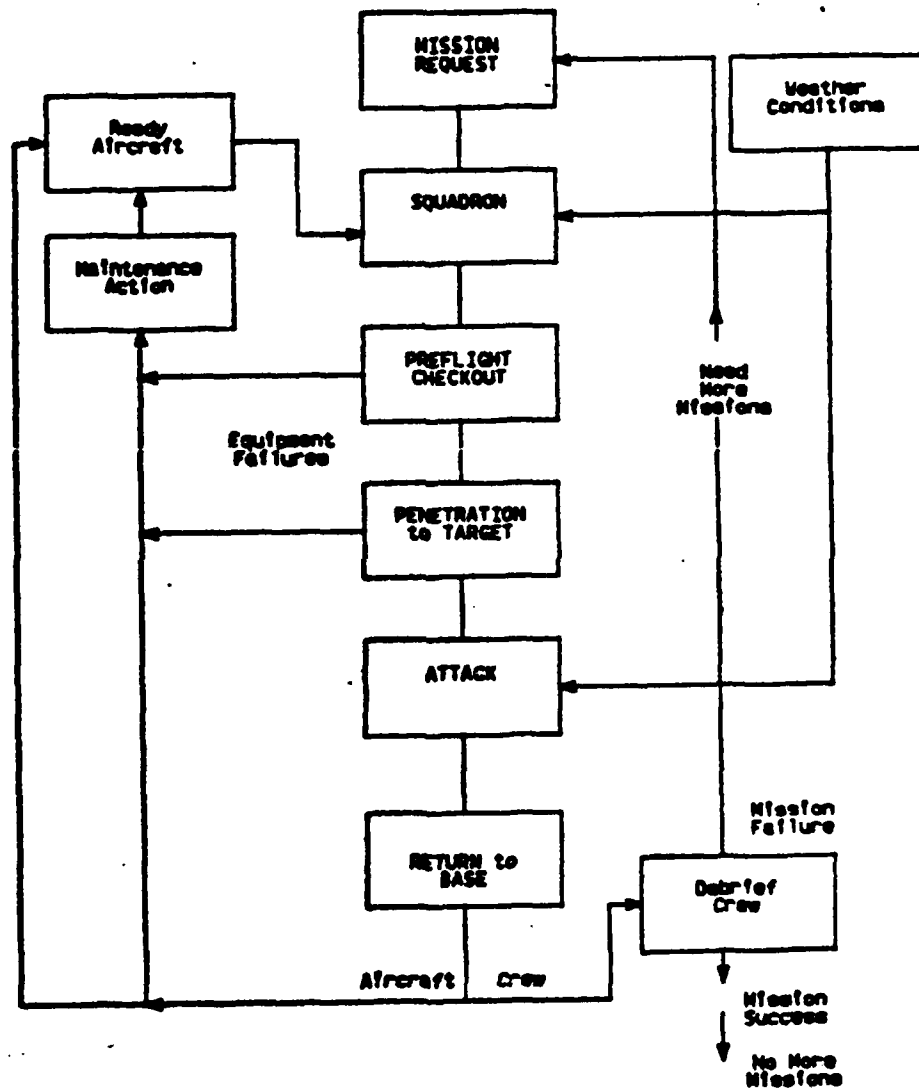 MISSION
REQUEST
Weather
Conditions
Ready
Aircraft
SQUADRON
Maintenance
Action
PREFLIGHT
CHECKOUT
Need
More
Missions
Equipment
Failures
PENETRATION
to TARGET
ATTACK
Mission
Failure
RETURN to
BASE
Debrief
Crew
Aircraft Crew
Mission
Success
No More
Missions